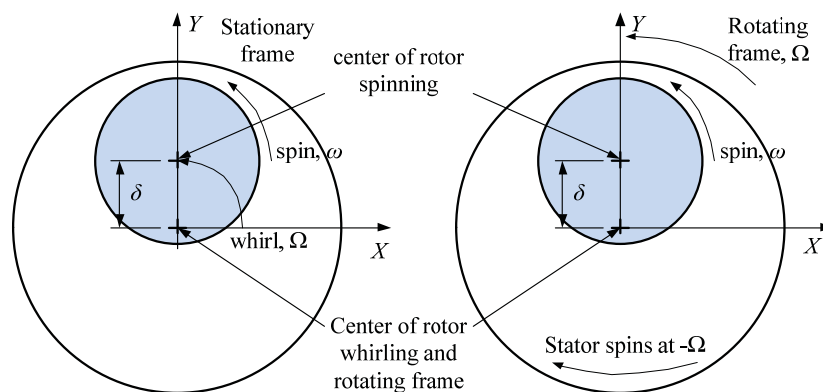 Y
Stationary
frame
center of rotor
spinning
spin, ω
δ
whirl, Ω
X
Center of rotor
whirling and
rotating frame
Y
Rotating
frame, Ω
spin, ω
δ
X
Stator spins at -Ω